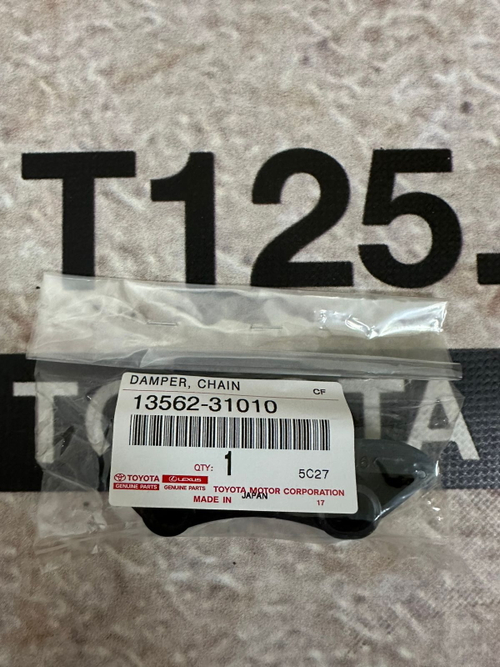 T125.
TOYOTA
DAMPER, CHAIN
CF
13562-31010
QTY: 1
5C27
TOYOTA LEXUS
GENUINE PARTS GENUINE PARTS
TOYOTA MOTOR CORPORATION
MADE IN JAPAN 17